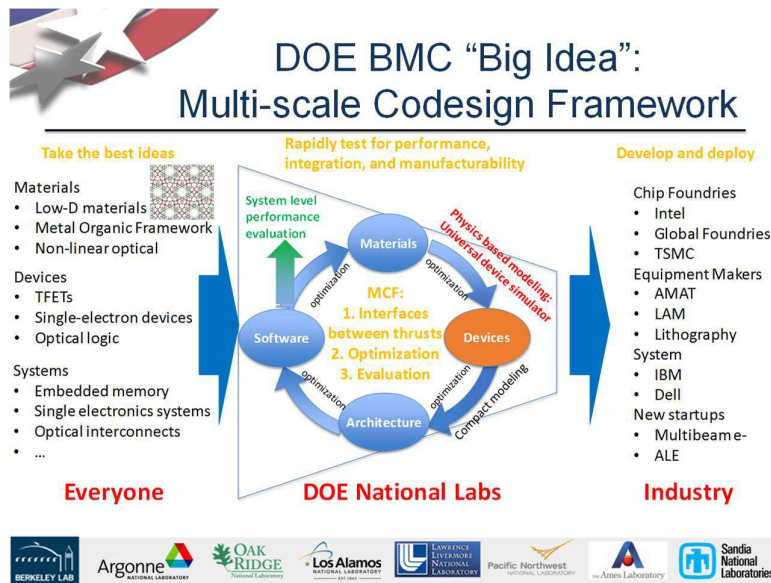 DOE BMC “Big Idea”:
Multi-scale Codesign Framework
Take the best ideas
Materials
• Low-D materials
• Metal Organic Framework
• Non-linear optical
Devices
• TFETs
• Single-electron devices
• Optical logic
Systems
• Embedded memory
• Single electronics systems
• Optical interconnects
• ...
Everyone
Rapidly test for performance,
integration, and manufacturability
System level
performance
evaluation
Materials
Physics based modeling:
Universal device simulator
optimization
optimization
MCF:
1. Interfaces
between thrusts
2. Optimization
3. Evaluation
Software
Devices
optimization
optimization
Compact modeling
Architecture
DOE National Labs
Develop and deploy
Chip Foundries
• Intel
• Global Foundries
• TSMC
Equipment Makers
• AMAT
• LAM
• Lithography
System
• IBM
• Dell
New startups
• Multibeam e-
• ALE
Industry
BERKELEY LAB
Argonne
NATIONAL LABORATORY
OAK
RIDGE
National Laboratory
Los Alamos
NATIONAL LABORATORY
EST. 1943
LAWRENCE
LIVERMORE
NATIONAL
LABORATORY
Pacific Northwest
NATIONAL LABORATORY
THE Ames Laboratory
Sandia
National
Laboratories